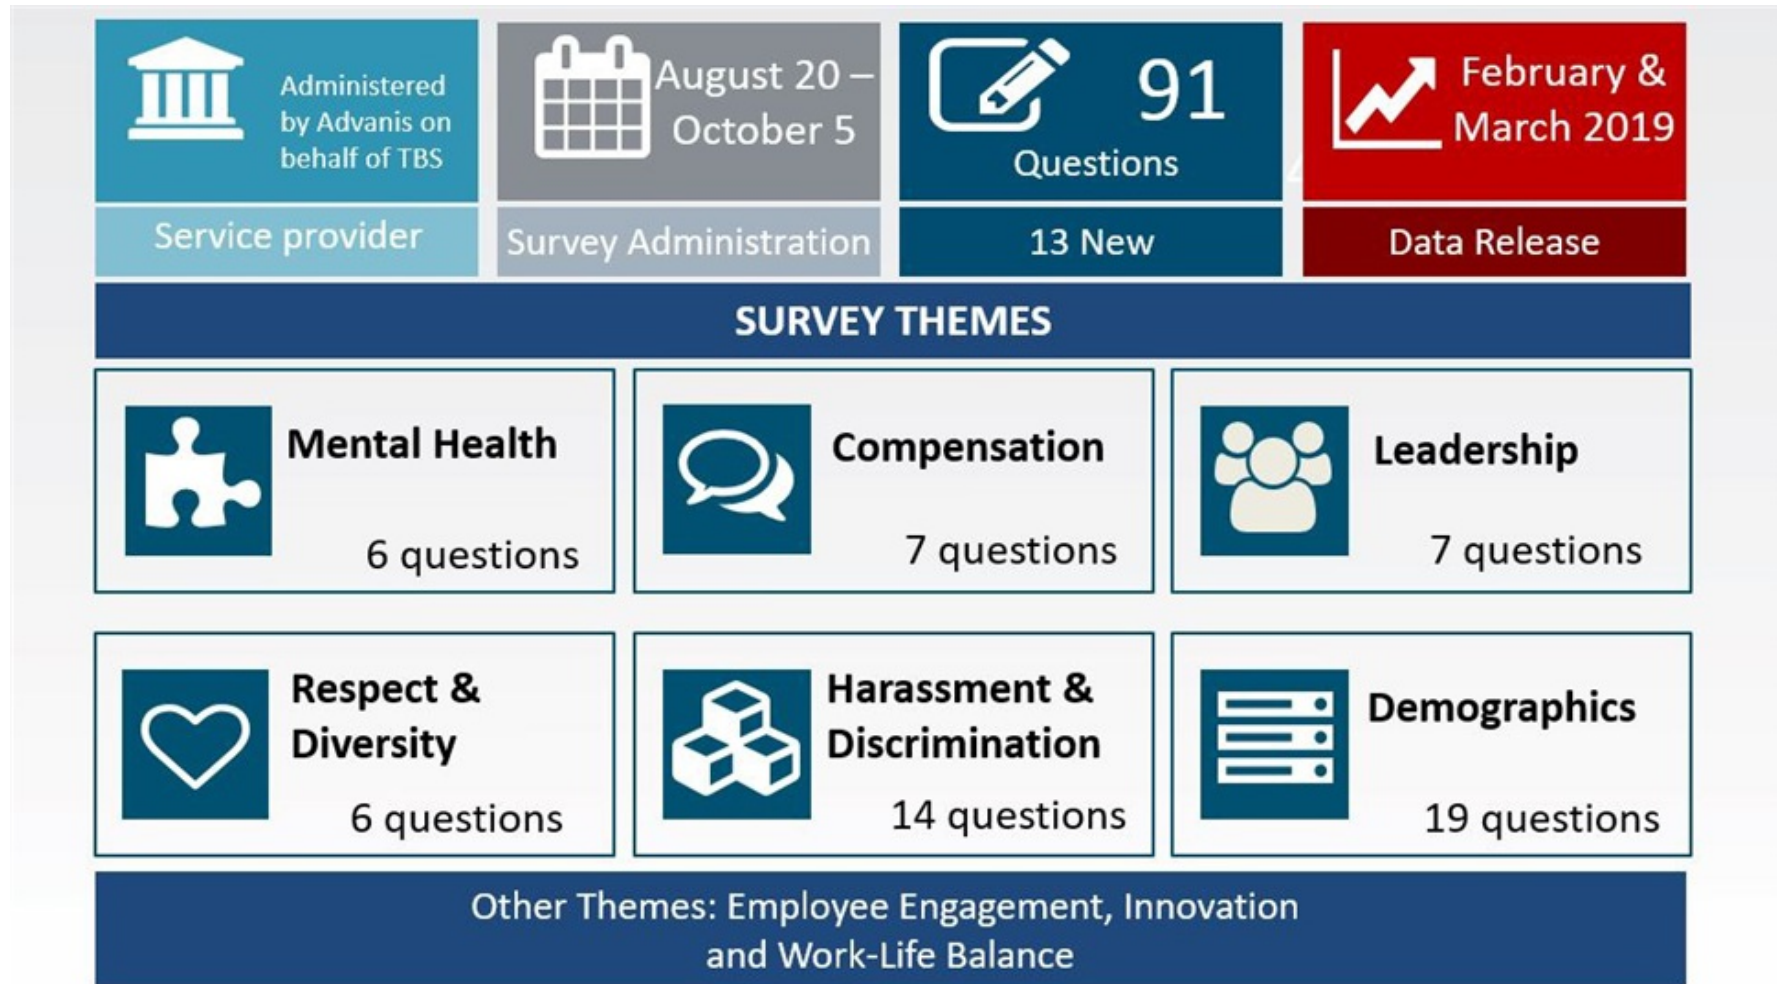 Administered
by Advanis on
behalf of TBS
Service provider
August 20 –
October 5
Survey Administration
91
Questions
13 New
February &
March 2019
Data Release
SURVEY THEMES
Mental Health
6 questions
Compensation
7 questions
Leadership
7 questions
Respect &
Diversity
6 questions
Harassment &
Discrimination
14 questions
Demographics
19 questions
Other Themes: Employee Engagement, Innovation
and Work-Life Balance